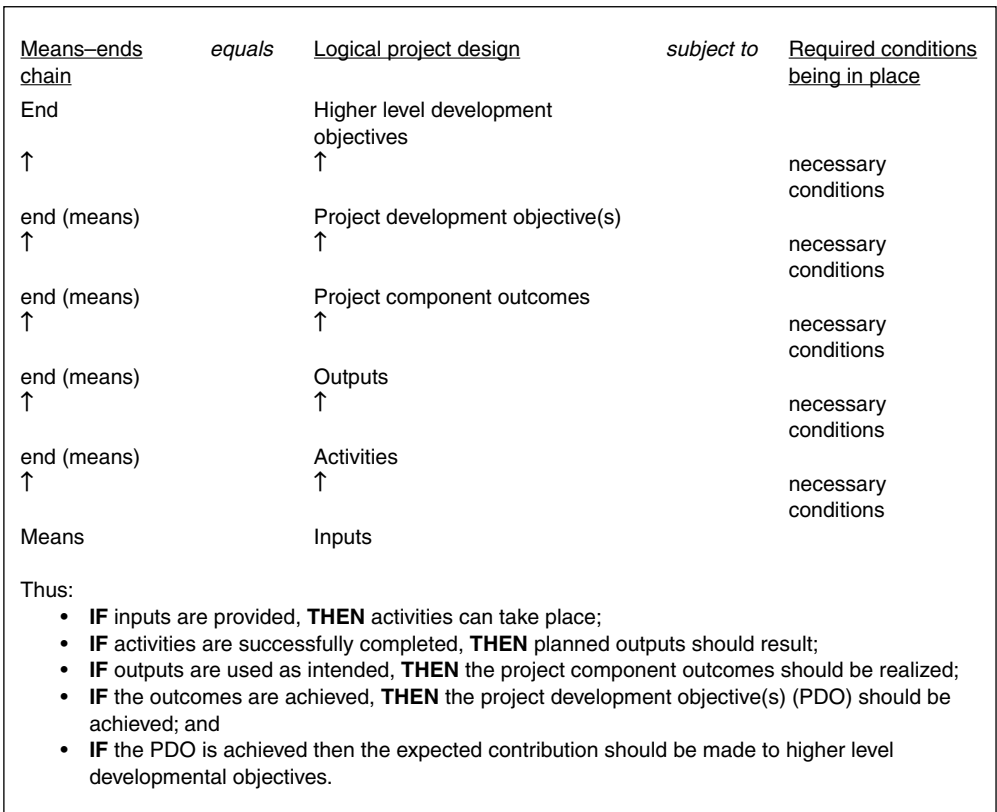 Means–ends equals Logical project design subject to Required conditions
chain being in place
End Higher level development
objectives
↑ ↑ necessary
conditions
end (means) Project development objective(s)
↑ ↑ necessary
conditions
end (means) Project component outcomes
↑ ↑ necessary
conditions
end (means) Outputs
↑ ↑ necessary
conditions
end (means) Activities
↑ ↑ necessary
conditions
Means Inputs
Thus:
• IF inputs are provided, THEN activities can take place;
• IF activities are successfully completed, THEN planned outputs should result;
• IF outputs are used as intended, THEN the project component outcomes should be realized;
• IF the outcomes are achieved, THEN the project development objective(s) (PDO) should be
achieved; and
• IF the PDO is achieved then the expected contribution should be made to higher level
developmental objectives.